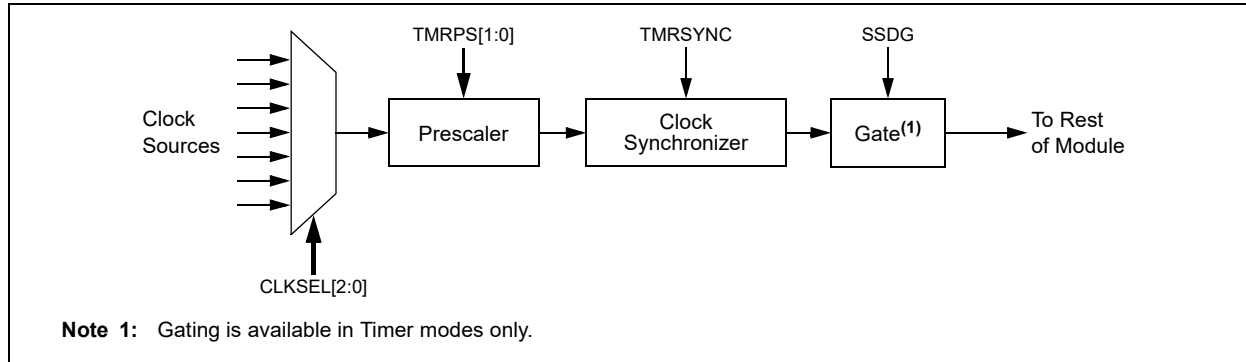 TMRPS[1:0]
TMRSYNC
SSDG
Clock
Sources
Prescaler
Clock
Synchronizer
Gate(1)
To Rest
of Module
CLKSEL[2:0]
Note 1: Gating is available in Timer modes only.